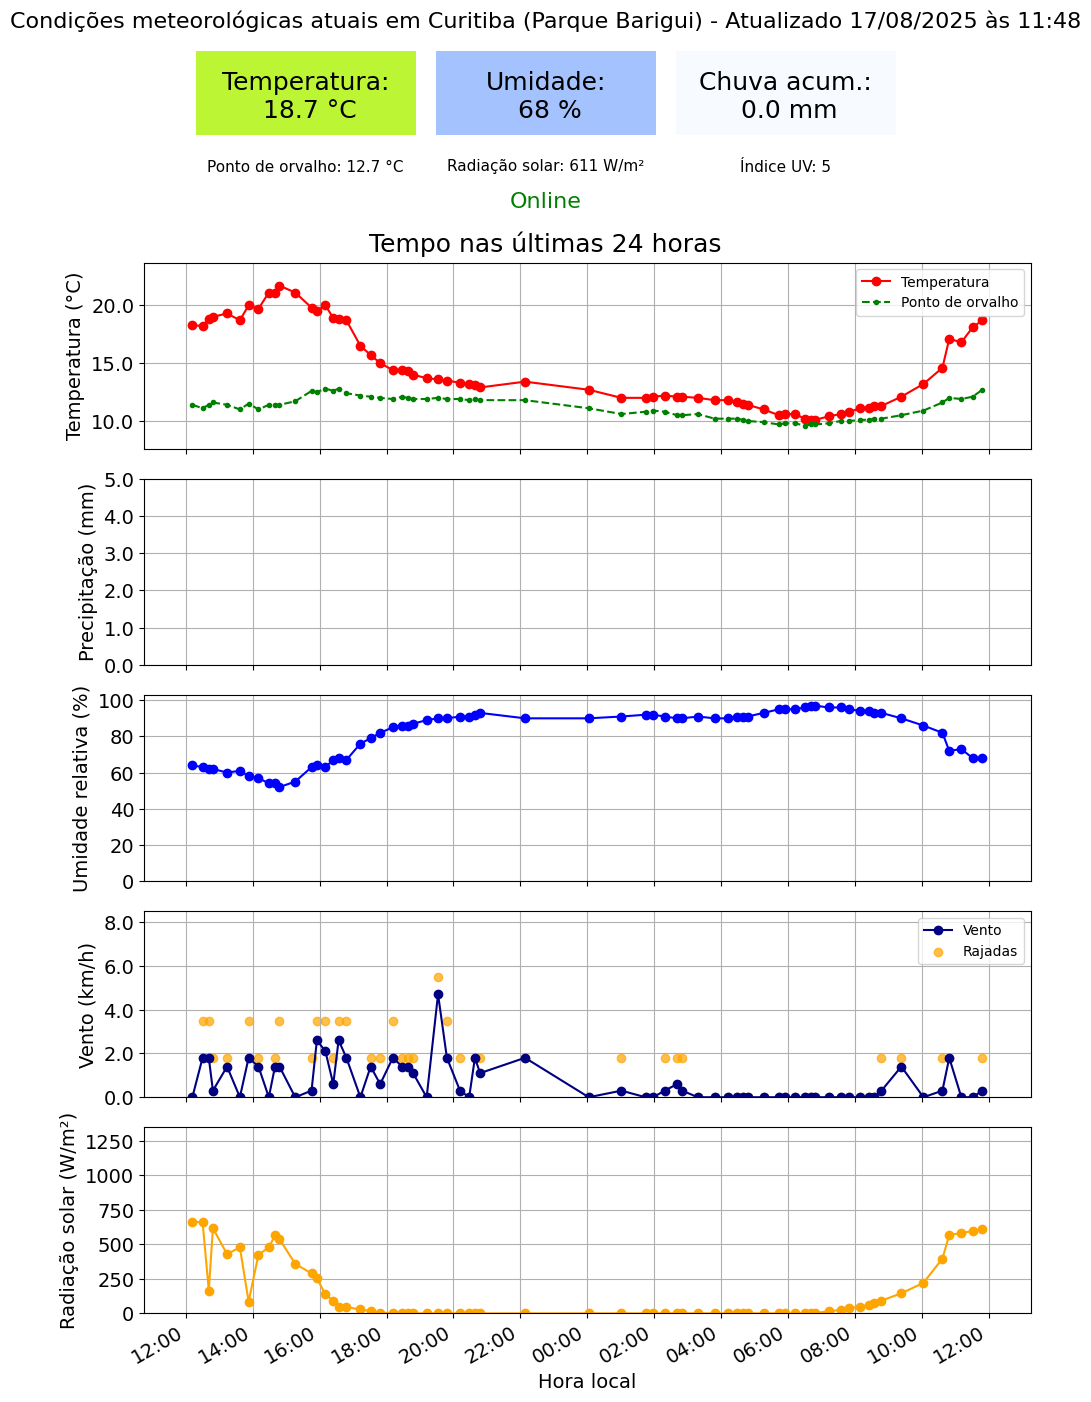 Condições meteorológicas atuais em Curitiba (Parque Barigui) - Atualizado 17/08/2025 às 11:48
Temperatura:
18.7 °C
Umidade:
68 %
Chuva acum.:
0.0 mm
Ponto de orvalho: 12.7 °C
Radiação solar: 611 W/m²
Índice UV: 5
Online
Tempo nas últimas 24 horas
Temperatura (°C)
20.0
15.0
10.0
Temperatura
Ponto de orvalho
Precipitação (mm)
5.0
4.0
3.0
2.0
1.0
0.0
Umidade relativa (%)
100
80
60
40
20
0
Vento (km/h)
8.0
6.0
4.0
2.0
0.0
Vento
Rajadas
Radiação solar (W/m²)
1250
1000
750
500
250
0
12:00 14:00 16:00 18:00 20:00 22:00 00:00 02:00 04:00 06:00 08:00 10:00 12:00
Hora local